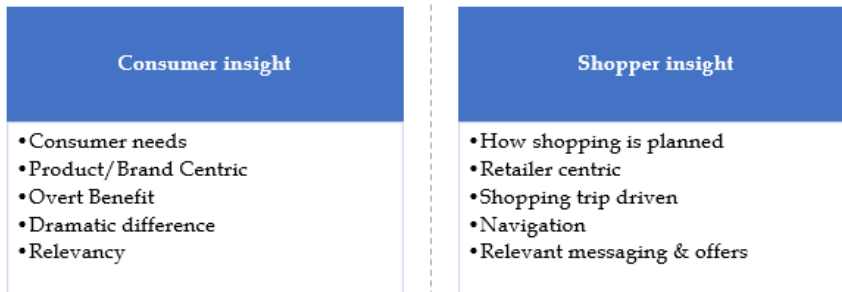 Consumer insight
•Consumer needs
•Product/Brand Centric
•Overt Benefit
•Dramatic difference
•Relevancy
Shopper insight
•How shopping is planned
•Retailer centric
•Shopping trip driven
•Navigation
•Relevant messaging & offers